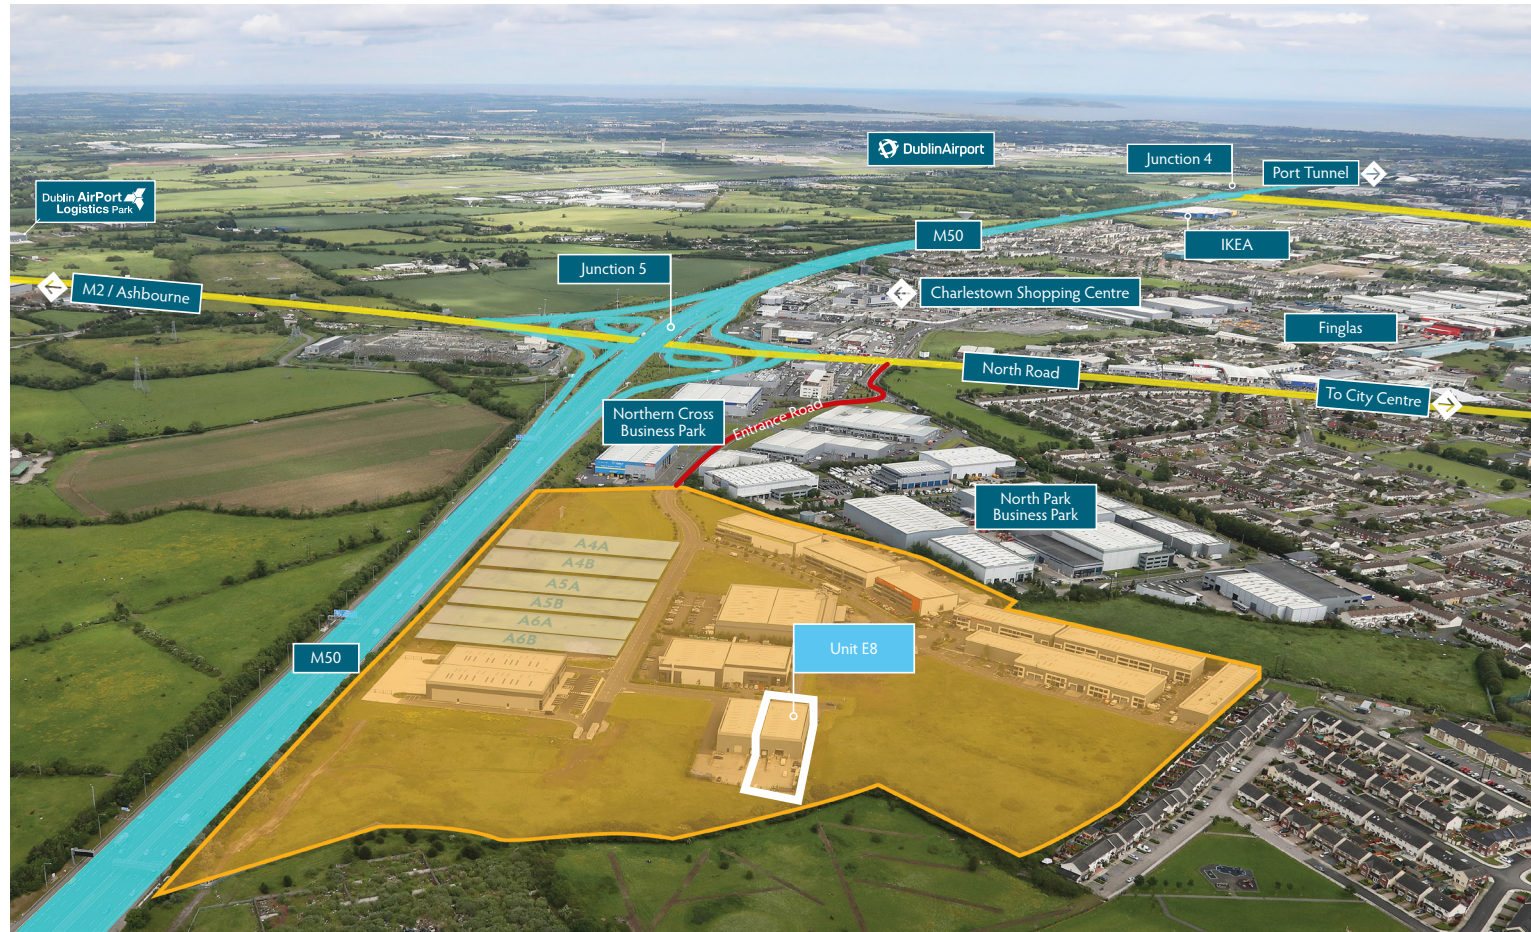 DublinAirport
Junction 4
Port Tunnel
Dublin AirPort
Logistics Park
M50
IKEA
Junction 5
M2 / Ashbourne
Charlestown Shopping Centre
Finglas
North Road
To City Centre
Northern Cross
Business Park
Entrance Road
North Park
Business Park
A4A
A4B
A5A
A5B
A6A
A6B
Unit E8
M50